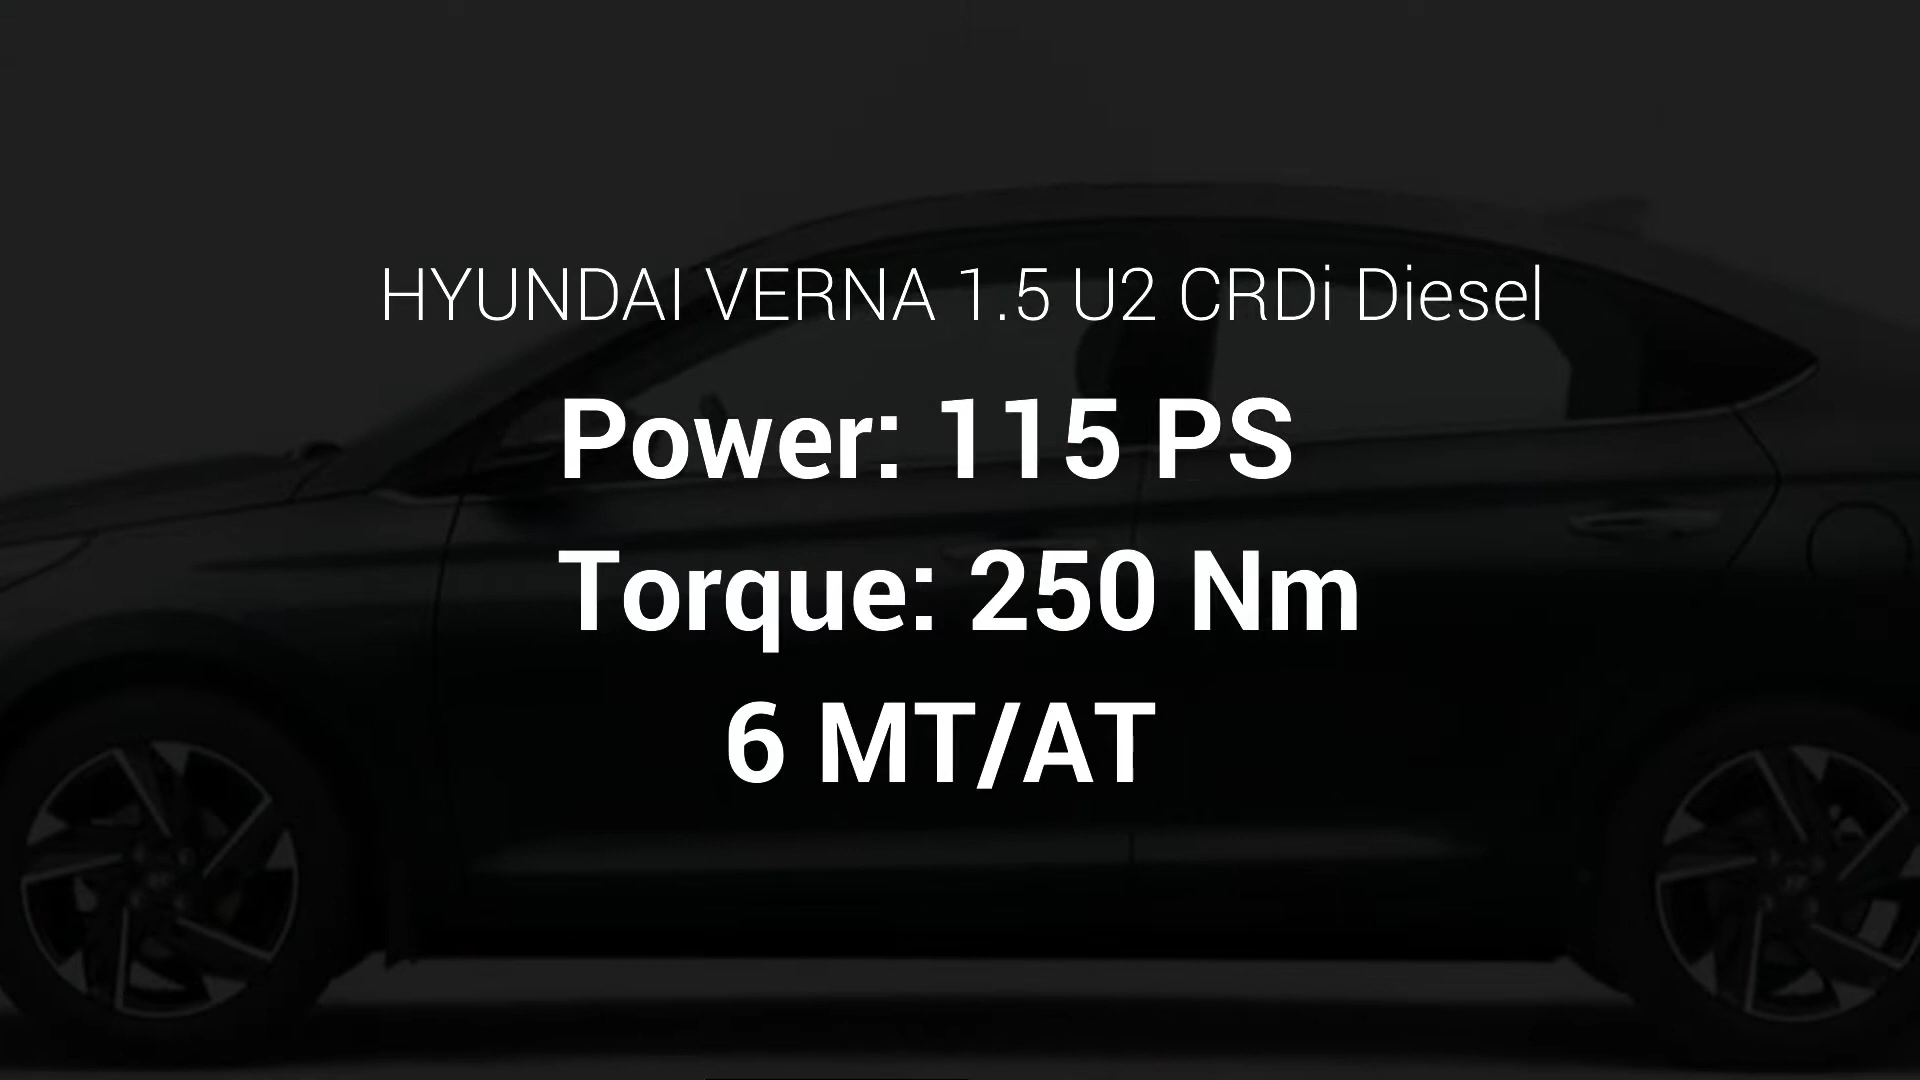 HYUNDAI VERNA 1.5 U2 CRDi Diesel
Power: 115 PS
Torque: 250 Nm
6 MT/AT